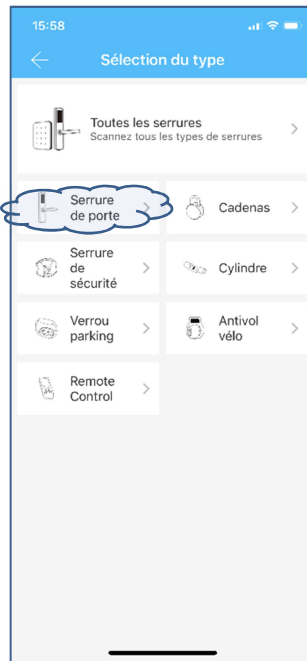 15:58
Sélection du type
Toutes les serrures
Scannez tous les types de serrures
Serrure
de porte
Cadenas
Serrure
de
sécurité
Cylindre
Verrou
parking
Antivol
vélo
Remote
Control